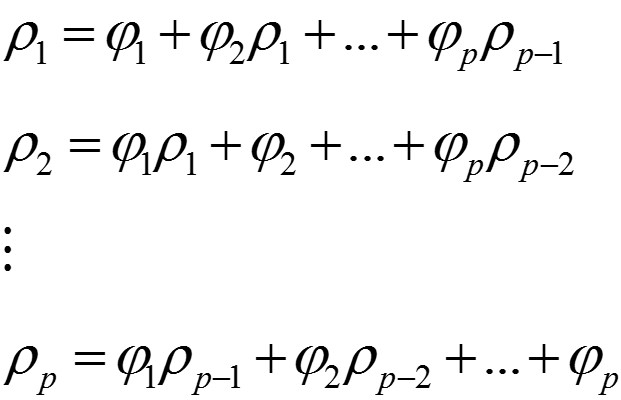 ρ₁ = φ₁ + φ₂ρ₁ + ... + φₚρₚ₋₁
ρ₂ = φ₁ρ₁ + φ₂ + ... + φₚρₚ₋₂
⋮
ρₚ = φ₁ρₚ₋₁ + φ₂ρₚ₋₂ + ... + φₚ